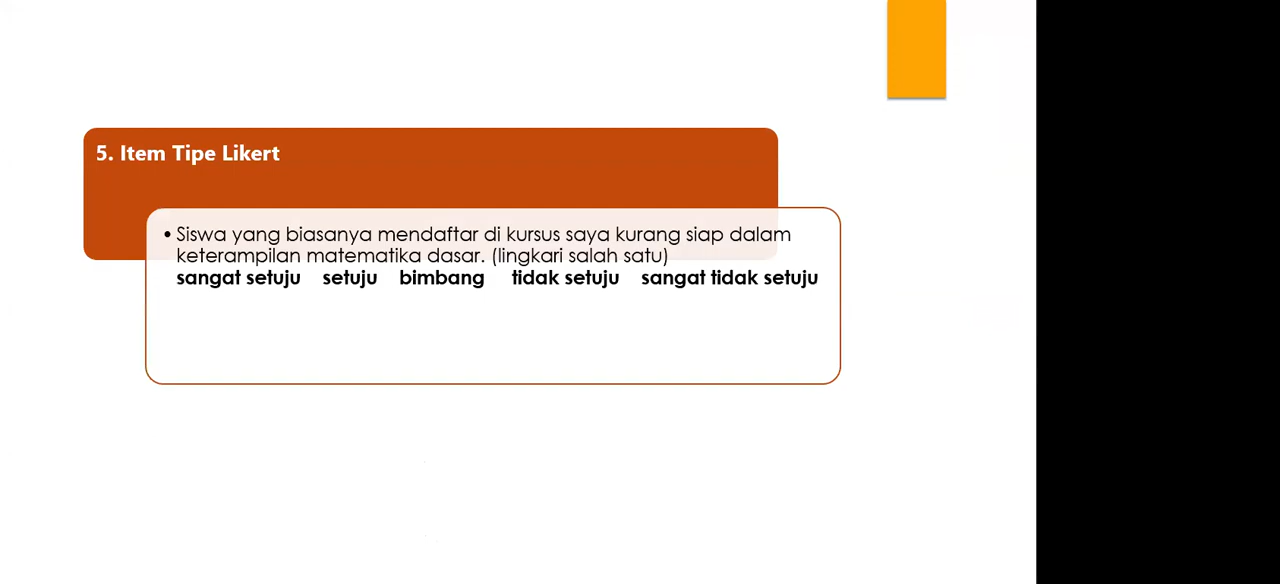 5. Item Tipe Likert
• Siswa yang biasanya mendaftar di kursus saya kurang siap dalam
keterampilan matematika dasar. (lingkari salah satu)
sangat setuju setuju bimbang tidak setuju sangat tidak setuju